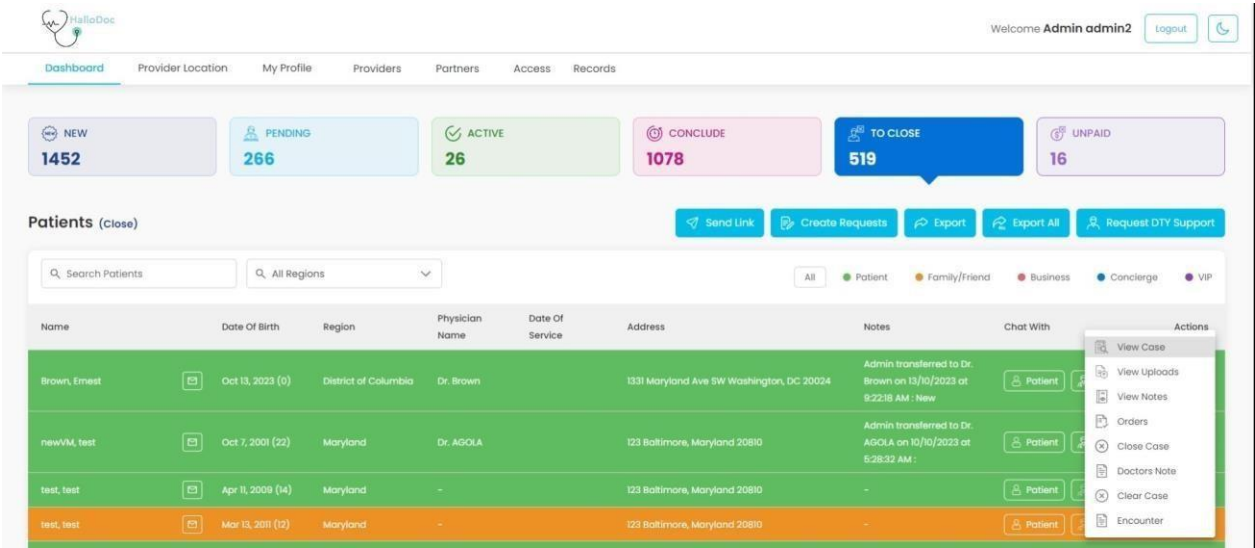 HalloDoc
Welcome Admin admin2 Logout
Dashboard Provider Location My Profile Providers Partners Access Records
NEW PENDING ACTIVE CONCLUDE TO CLOSE UNPAID
1452 266 26 1078 519 16
Patients (Close) Send Link Create Requests Export Export All Request DTY Support
Search Patients All Regions All Patient Family/Friend Business Concierge VIP
Name Date Of Birth Region Physician Name Date Of Service Address Notes Chat With Actions
Brown, Ernest Oct 13, 2023 (0) District of Columbia Dr. Brown 1331 Maryland Ave SW Washington, DC 20024 Patient
Admin transferred to Dr.
Brown on 13/10/2023 at
9:22:18 AM : New
newVM, test Oct 7, 2001 (22) Maryland Dr. AGOLA 123 Baltimore, Maryland 20810 Patient
Admin transferred to Dr.
AGOLA on 10/10/2023 at
5:28:32 AM :
test, test Apr 11, 2009 (14) Maryland - 123 Baltimore, Maryland 20810 - Patient
test, test Mar 13, 2011 (12) Maryland - 123 Baltimore, Maryland 20810 - Patient
View Case
View Uploads
View Notes
Orders
Close Case
Doctors Note
Clear Case
Encounter